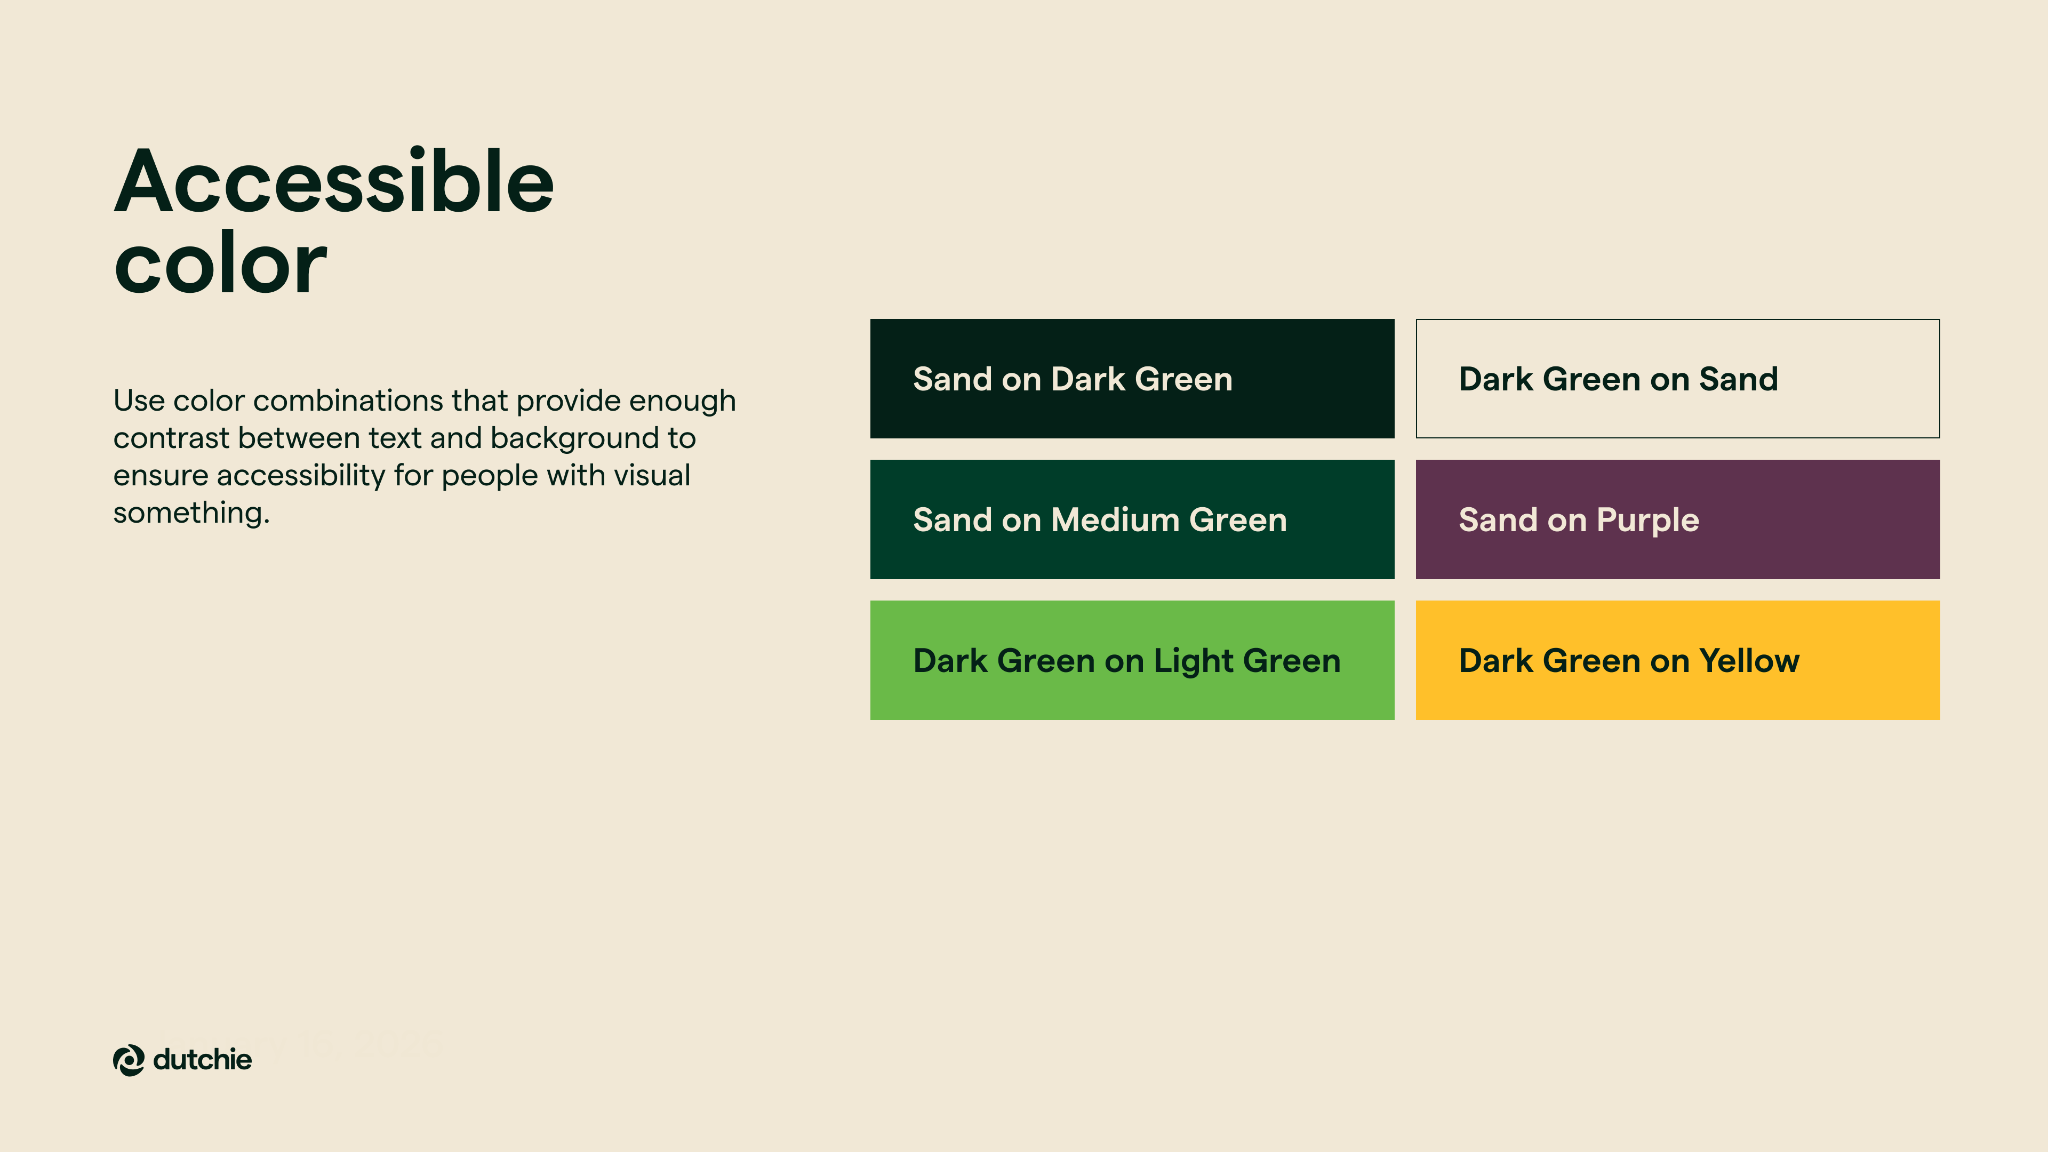 Accessible
color
Use color combinations that provide enough
contrast between text and background to
ensure accessibility for people with visual
something.
Sand on Dark Green
Dark Green on Sand
Sand on Medium Green
Sand on Purple
Dark Green on Light Green
Dark Green on Yellow
dutchie